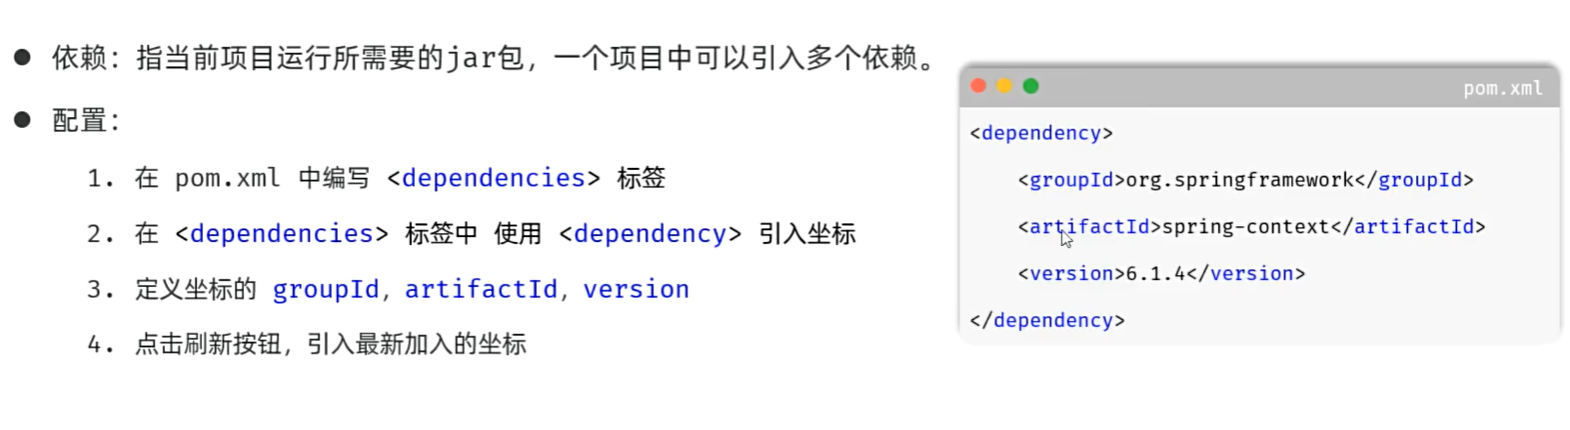 ● 依赖：指当前项目运行所需要的jar包，一个项目中可以引入多个依赖。
● 配置：
1. 在 pom.xml 中编写 <dependencies> 标签
2. 在 <dependencies> 标签中 使用 <dependency> 引入坐标
3. 定义坐标的 groupId，artifactId，version
4. 点击刷新按钮，引入最新加入的坐标
pom.xml
<dependency>
<groupId>org.springframework</groupId>
<artifactId>spring-context</artifactId>
<version>6.1.4</version>
</dependency>